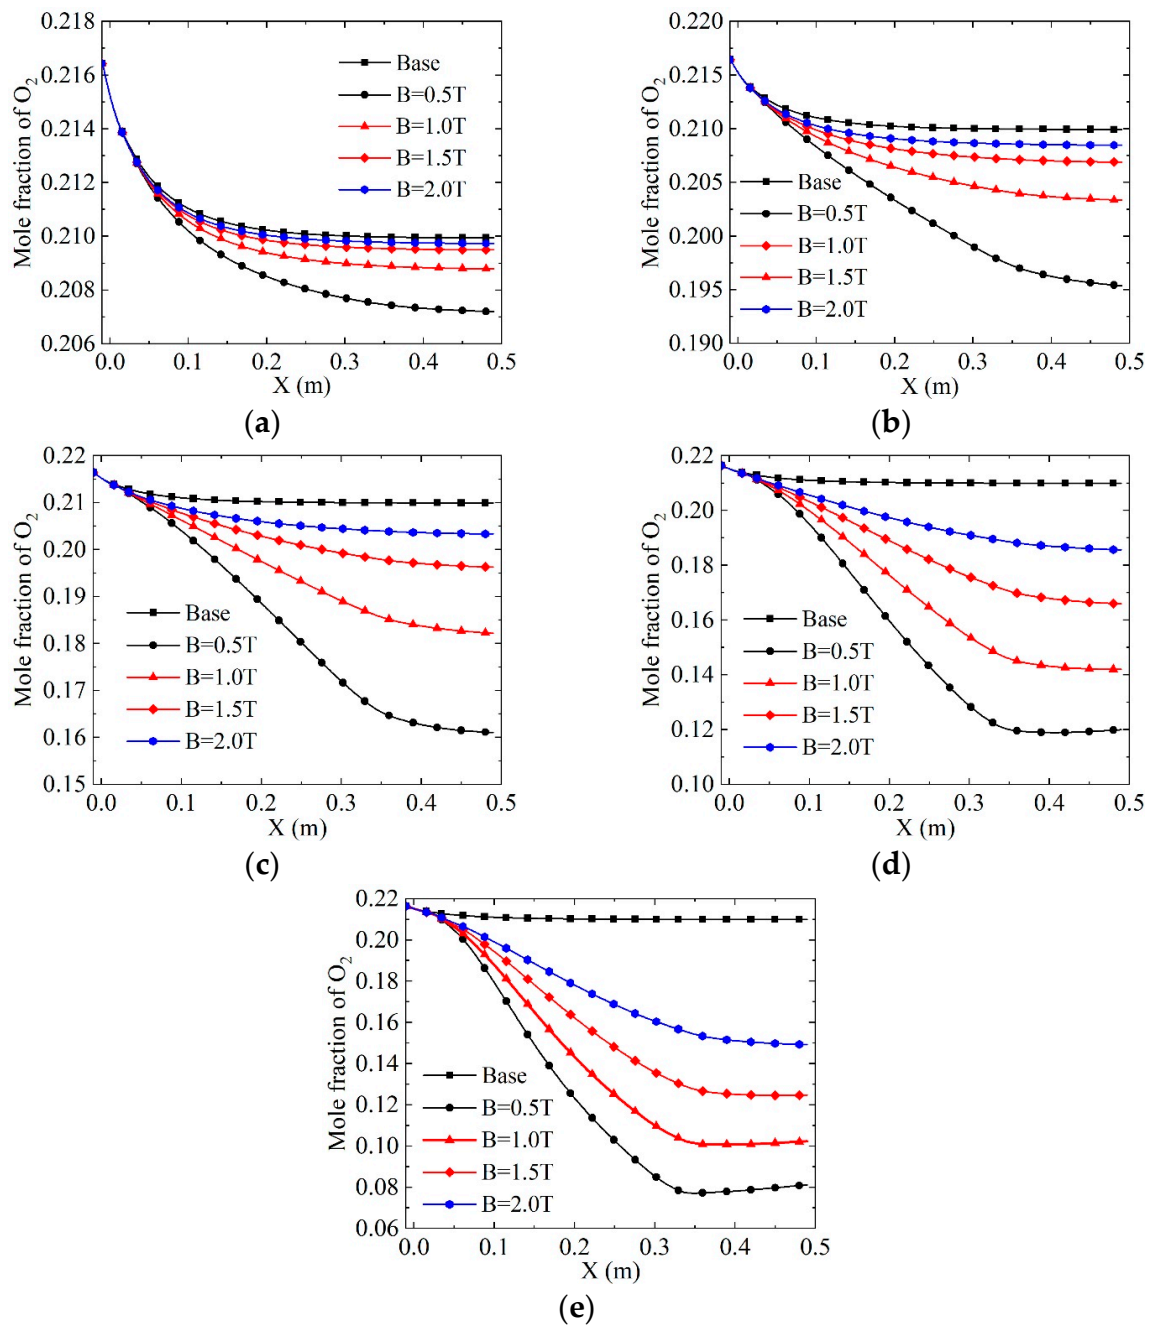 Mole fraction of O2
0.218
0.216
0.214
0.212
0.210
0.208
0.206
Base
B=0.5T
B=1.0T
B=1.5T
B=2.0T
0.0 0.1 0.2 0.3 0.4 0.5
X (m)
(a)
Mole fraction of O2
0.220
0.215
0.210
0.205
0.200
0.195
0.190
Base
B=0.5T
B=1.0T
B=1.5T
B=2.0T
0.0 0.1 0.2 0.3 0.4 0.5
X (m)
(b)
Mole fraction of O2
0.22
0.21
0.20
0.19
0.18
0.17
0.16
0.15
Base
B=0.5T
B=1.0T
B=1.5T
B=2.0T
0.0 0.1 0.2 0.3 0.4 0.5
X (m)
(c)
Mole fraction of O2
0.22
0.20
0.18
0.16
0.14
0.12
0.10
Base
B=0.5T
B=1.0T
B=1.5T
B=2.0T
0.0 0.1 0.2 0.3 0.4 0.5
X (m)
(d)
Mole fraction of O2
0.22
0.20
0.18
0.16
0.14
0.12
0.10
0.08
0.06
Base
B=0.5T
B=1.0T
B=1.5T
B=2.0T
0.0 0.1 0.2 0.3 0.4 0.5
X (m)
(e)